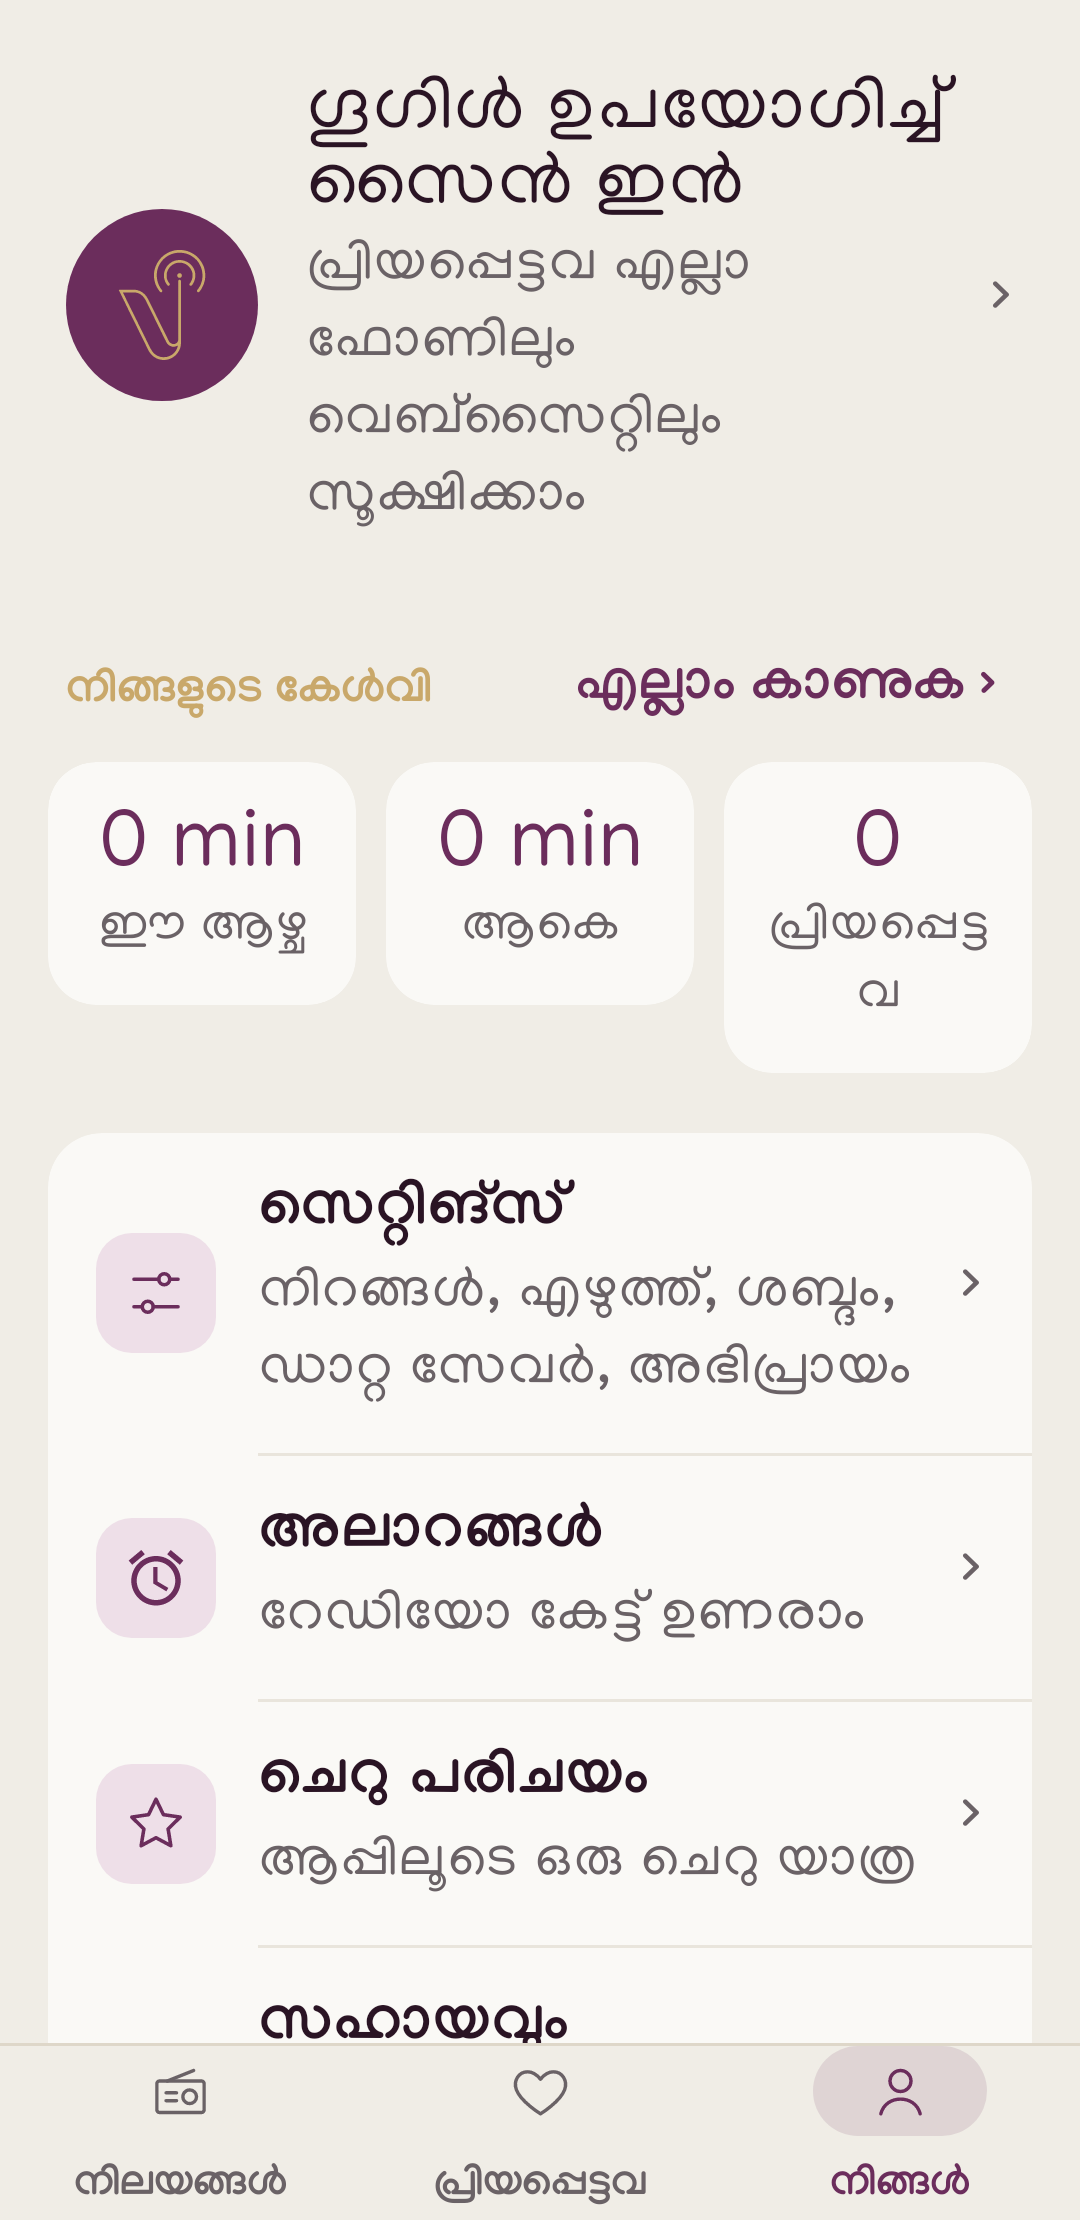 ഗൂഗിൾ ഉപയോഗിച്ച്
സൈൻ ഇൻ
പ്രിയപ്പെട്ടവ എല്ലാ
ഫോണിലും
വെബ്സൈറ്റിലും
സൂക്ഷിക്കാം
നിങ്ങളുടെ കേൾവി
എല്ലാം കാണുക
0 min
ഈ ആഴ്ച
0 min
ആകെ
0
പ്രിയപ്പെട്ട
വ
സെറ്റിങ്സ്
നിറങ്ങൾ, എഴുത്ത്, ശബ്ദം,
ഡാറ്റ സേവർ, അഭിപ്രായം
അലാറങ്ങൾ
റേഡിയോ കേട്ട് ഉണരാം
ചെറു പരിചയം
ആപ്പിലൂടെ ഒരു ചെറു യാത്ര
സഹായവും
നിലയങ്ങൾ
പ്രിയപ്പെട്ടവ
നിങ്ങൾ